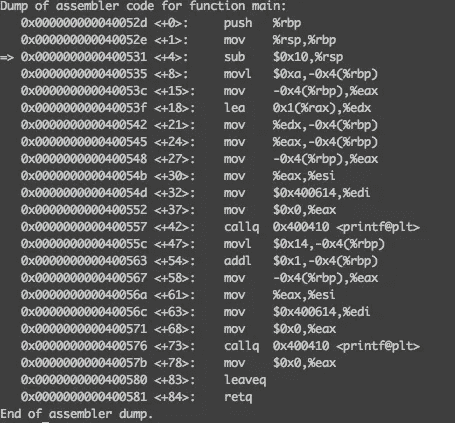 Dump of assembler code for function main:
   0x000000000040052d <+0>:     push   %rbp
   0x000000000040052e <+1>:     mov    %rsp,%rbp
=> 0x0000000000400531 <+4>:     sub    $0x10,%rsp
   0x0000000000400535 <+8>:     movl   $0xa,-0x4(%rbp)
   0x000000000040053c <+15>:    mov    -0x4(%rbp),%eax
   0x000000000040053f <+18>:    lea    0x1(%rax),%edx
   0x0000000000400542 <+21>:    mov    %edx,-0x4(%rbp)
   0x0000000000400545 <+24>:    mov    %eax,-0x4(%rbp)
   0x0000000000400548 <+27>:    mov    -0x4(%rbp),%eax
   0x000000000040054b <+30>:    mov    %eax,%esi
   0x000000000040054d <+32>:    mov    $0x400614,%edi
   0x0000000000400552 <+37>:    mov    $0x0,%eax
   0x0000000000400557 <+42>:    callq  0x400410 <printf@plt>
   0x000000000040055c <+47>:    movl   $0x14,-0x4(%rbp)
   0x0000000000400563 <+54>:    addl   $0x1,-0x4(%rbp)
   0x0000000000400567 <+58>:    mov    -0x4(%rbp),%eax
   0x000000000040056a <+61>:    mov    %eax,%esi
   0x000000000040056c <+63>:    mov    $0x400614,%edi
   0x0000000000400571 <+68>:    mov    $0x0,%eax
   0x0000000000400576 <+73>:    callq  0x400410 <printf@plt>
   0x000000000040057b <+78>:    mov    $0x0,%eax
   0x0000000000400580 <+83>:    leaveq
   0x0000000000400581 <+84>:    retq
End of assembler dump.